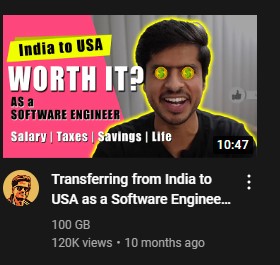 India to USA
WORTH IT?
AS a
SOFTWARE ENGINEER
Salary | Taxes | Savings | Life
10:47
Transferring from India to
USA as a Software Enginee...
100 GB
120K views • 10 months ago